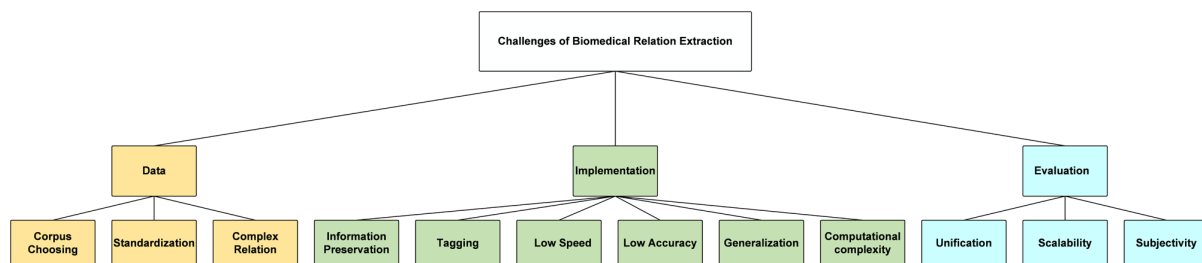 Challenges of Biomedical Relation Extraction
Data
Implementation
Evaluation
Corpus
Choosing
Standardization
Complex
Relation
Information
Preservation
Tagging
Low Speed
Low Accuracy
Generalization
Computational
complexity
Unification
Scalability
Subjectivity